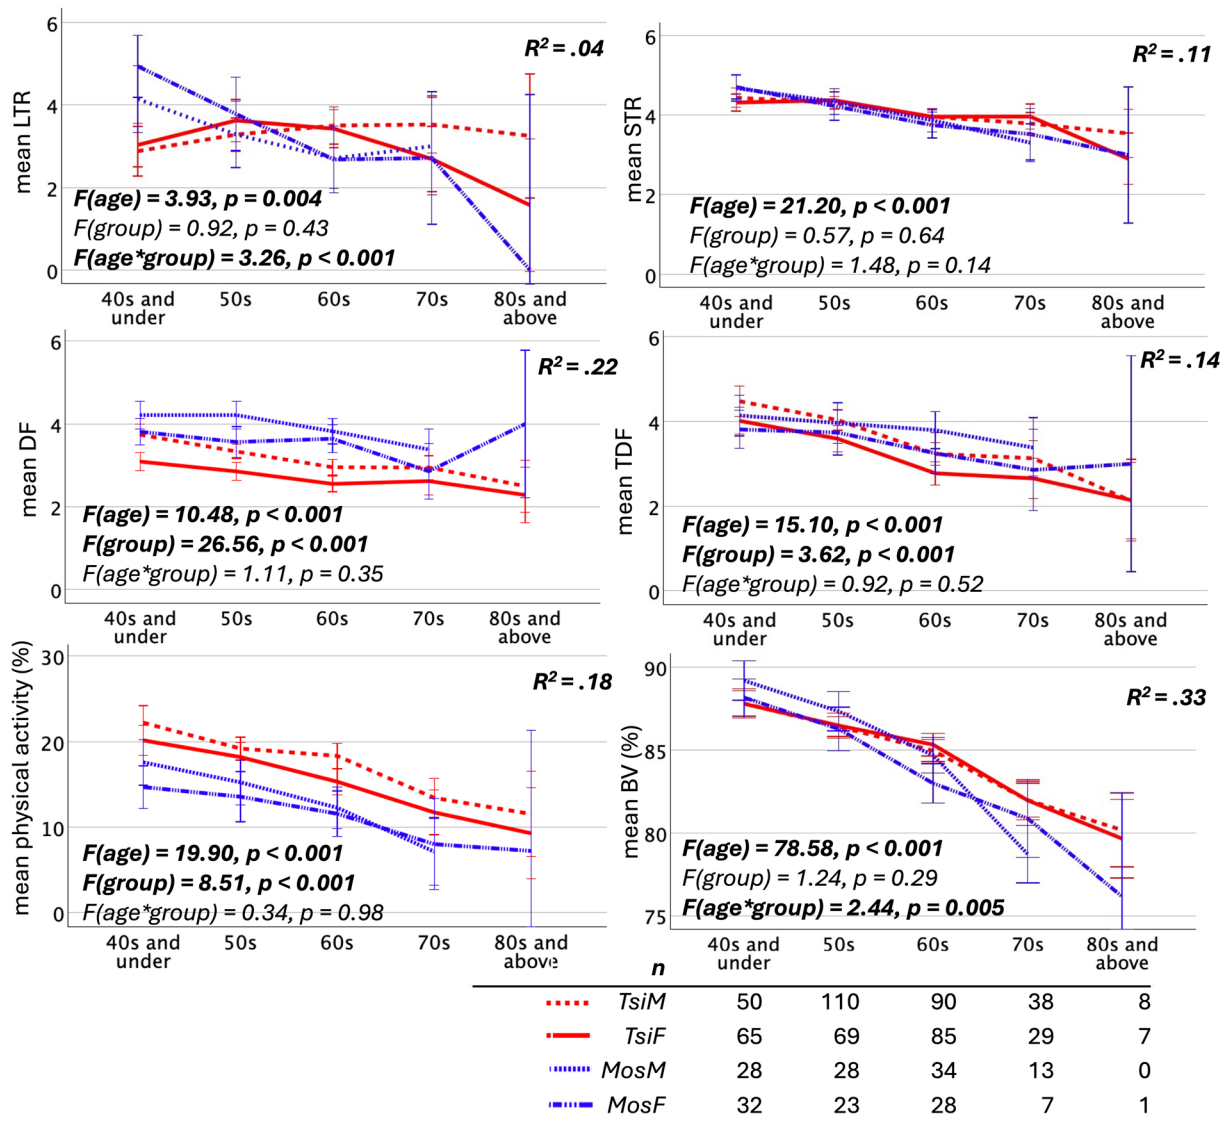 6
4
2
0
mean LTR
R² = .04
F(age) = 3.93, p = 0.004
F(group) = 0.92, p = 0.43
F(age*group) = 3.26, p < 0.001
40s and under
50s
60s
70s
80s and above
6
4
2
0
mean STR
R² = .11
F(age) = 21.20, p < 0.001
F(group) = 0.57, p = 0.64
F(age*group) = 1.48, p = 0.14
40s and under
50s
60s
70s
80s and above
6
4
2
0
mean DF
R² = .22
F(age) = 10.48, p < 0.001
F(group) = 26.56, p < 0.001
F(age*group) = 1.11, p = 0.35
40s and under
50s
60s
70s
80s and above
6
4
2
0
mean TDF
R² = .14
F(age) = 15.10, p < 0.001
F(group) = 3.62, p < 0.001
F(age*group) = 0.92, p = 0.52
40s and under
50s
60s
70s
80s and above
30
20
10
0
mean physical activity (%)
R² = .18
F(age) = 19.90, p < 0.001
F(group) = 8.51, p < 0.001
F(age*group) = 0.34, p = 0.98
40s and under
50s
60s
70s
80s and above
90
85
80
75
mean BV (%)
R² = .33
F(age) = 78.58, p < 0.001
F(group) = 1.24, p = 0.29
F(age*group) = 2.44, p = 0.005
40s and under
50s
60s
70s
80s and above
n
TsiM 50 110 90 38 8
TsiF 65 69 85 29 7
MosM 28 28 34 13 0
MosF 32 23 28 7 1